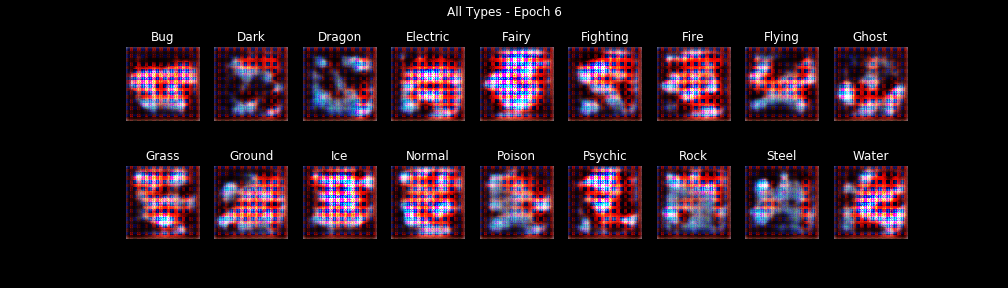 All Types - Epoch 6
Bug Dark Dragon Electric Fairy Fighting Fire Flying Ghost
Grass Ground Ice Normal Poison Psychic Rock Steel Water